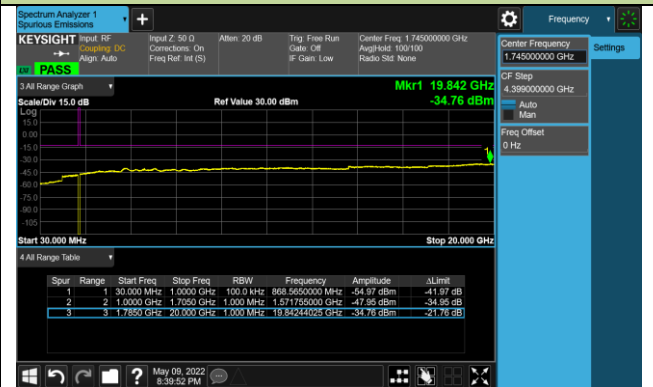 Spectrum Analyzer 1
Spurious Emissions
Frequency
KEYSIGHT
Input: RF
Coupling: DC
Align: Auto
Input Z: 50 Ω
Corrections: On
Freq Ref: Int (S)
Atten: 20 dB
Trig: Free Run
Gate: Off
IF Gain: Low
Center Freq: 1.745000000 GHz
Avg|Hold: 100/100
Radio Std: None
PASS
Center Frequency
1.745000000 GHz
Settings
CF Step
4.399000000 GHz
Auto
Man
Freq Offset
0 Hz
3 All Range Graph
Mkr1 19.842 GHz
Scale/Div 15.0 dB
Ref Value 30.00 dBm
-34.76 dBm
Log
15.0
0.00
-15.0
-30.0
-45.0
-60.0
-75.0
-90.0
-105
1
Start 30.000 MHz
Stop 20.000 GHz
4 All Range Table
Spur Range Start Freq Stop Freq RBW Frequency Amplitude ΔLimit
1 1 30.000 MHz 1.0000 GHz 100.0 kHz 868.5650000 MHz -54.97 dBm -41.97 dB
2 2 1.0000 GHz 1.7050 GHz 1.000 MHz 1.571755000 GHz -47.95 dBm -34.95 dB
3 3 1.7850 GHz 20.000 GHz 1.000 MHz 19.84244025 GHz -34.76 dBm -21.76 dB
?
May 09, 2022
8:39:52 PM